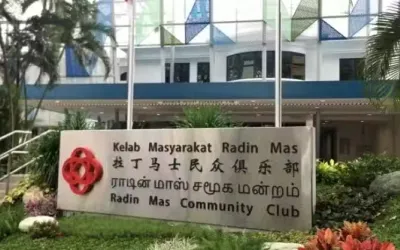 Kelab Masyarakat Radin Mas
拉丁马士民众俱乐部
ராடின் மாஸ் சமூக மன்றம்
Radin Mas Community Club